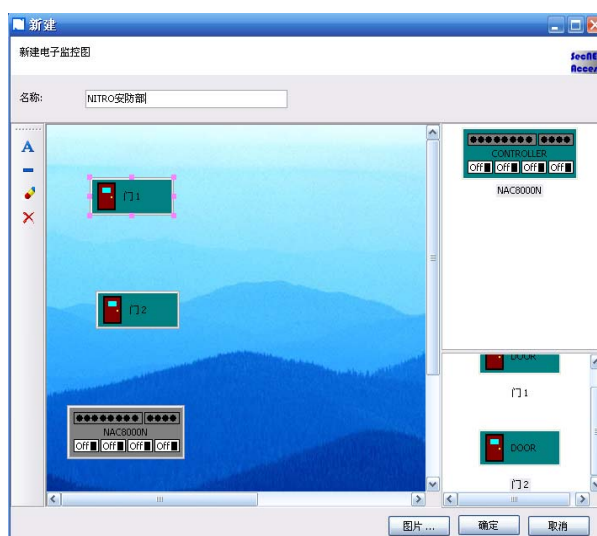 新建
新建电子监控图
SecNE
Acces
名称:
NITRO安防部
A
门1
门2
NAC8000N
Off Off Off Off
CONTROLLER
Off Off Off Off
NAC8000N
DOOR
门1
DOOR
门2
图片 ...
确定
取消